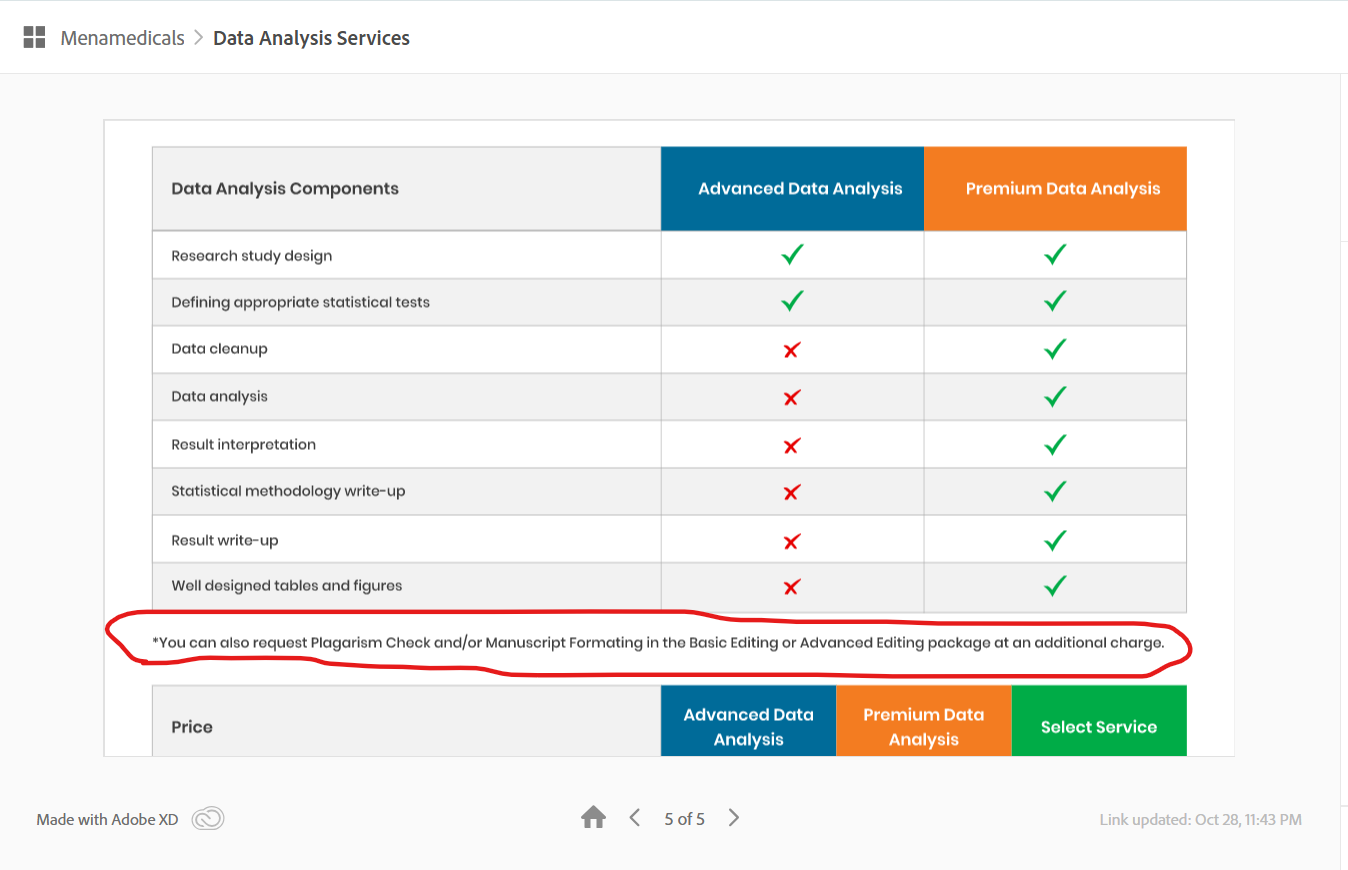 Menamedicals > Data Analysis Services
Data Analysis Components Advanced Data Analysis Premium Data Analysis
Research study design
Defining appropriate statistical tests
Data cleanup
Data analysis
Result interpretation
Statistical methodology write-up
Result write-up
Well designed tables and figures
*You can also request Plagarism Check and/or Manuscript Formating in the Basic Editing or Advanced Editing package at an additional charge.
Price
Advanced Data
Analysis
Premium Data
Analysis
Select Service
Made with Adobe XD
5 of 5
Link updated: Oct 28, 11:43 PM